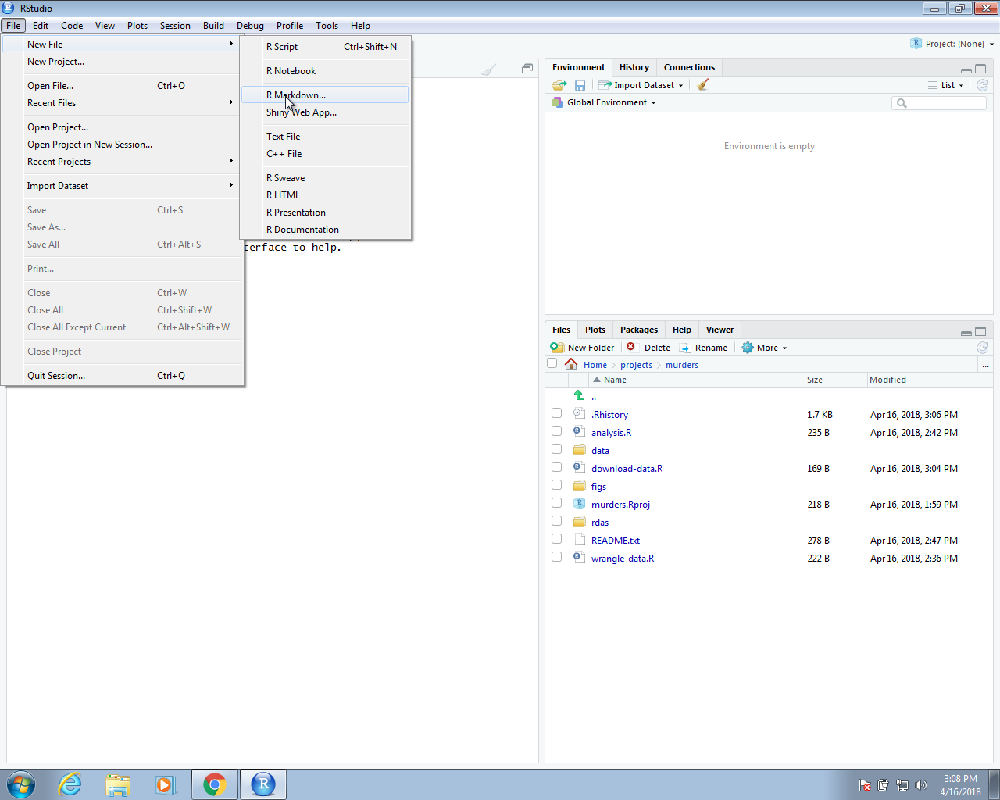 RStudio
File Edit Code View Plots Session Build Debug Profile Tools Help
Project: (None)
New File
New Project...
Open File... Ctrl+O
Recent Files
Open Project...
Open Project in New Session...
Recent Projects
Import Dataset
Save Ctrl+S
Save As...
Save All Ctrl+Alt+S
Print...
Close Ctrl+W
Close All Ctrl+Shift+W
Close All Except Current Ctrl+Alt+Shift+W
Close Project
Quit Session... Ctrl+Q
R Script Ctrl+Shift+N
R Notebook
R Markdown...
Shiny Web App...
Text File
C++ File
R Sweave
R HTML
R Presentation
R Documentation
terface to help.
Environment History Connections
Import Dataset List
Global Environment
Environment is empty
Files Plots Packages Help Viewer
New Folder Delete Rename More
Home projects murders ...
Name Size Modified
..
.Rhistory 1.7 KB Apr 16, 2018, 3:06 PM
analysis.R 235 B Apr 16, 2018, 2:42 PM
data
download-data.R 169 B Apr 16, 2018, 3:04 PM
figs
murders.Rproj 218 B Apr 16, 2018, 1:59 PM
rdas
README.txt 278 B Apr 16, 2018, 2:47 PM
wrangle-data.R 222 B Apr 16, 2018, 2:36 PM
3:08 PM
4/16/2018